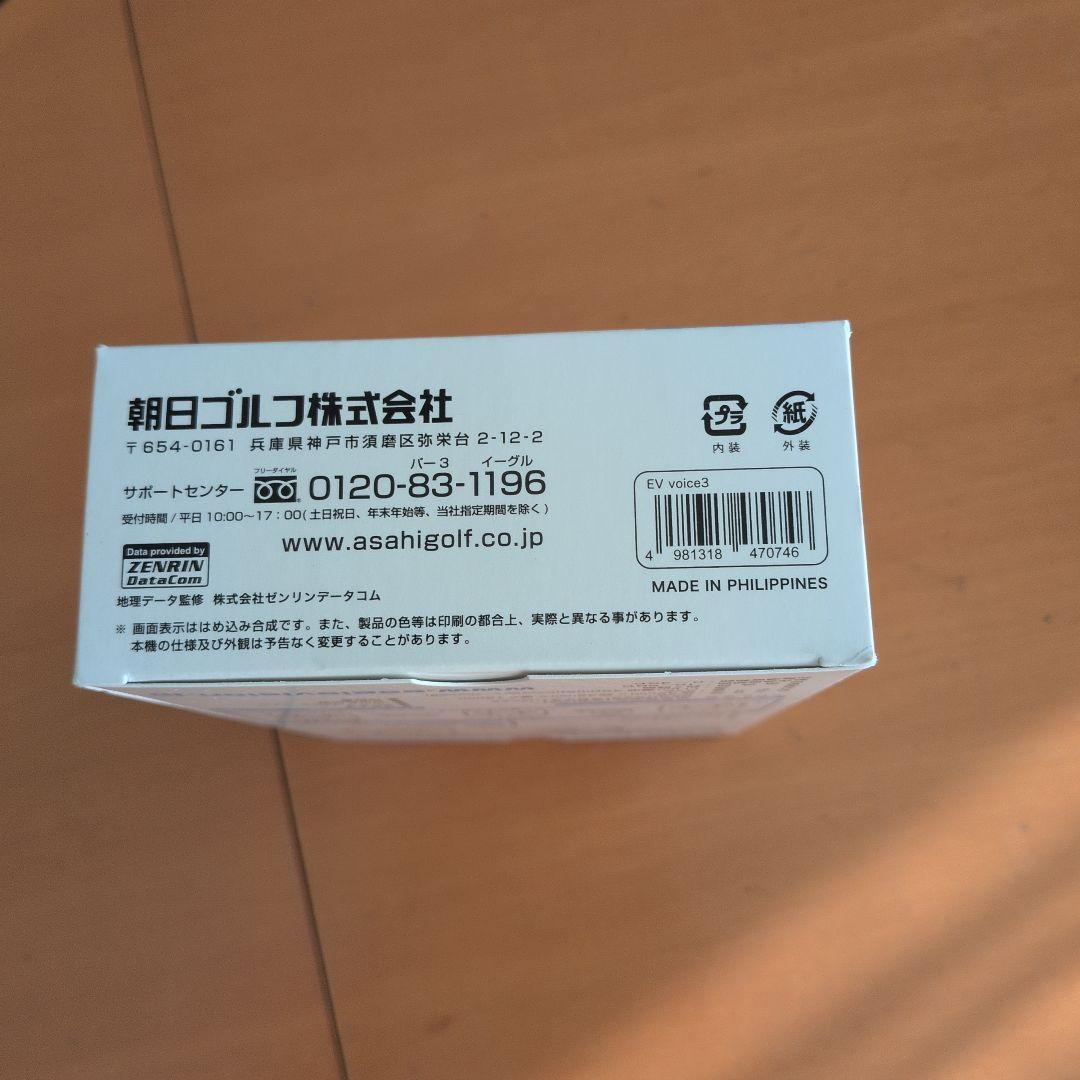 朝日ゴルフ株式会社
〒654-0161 兵庫県神戸市須磨区弥栄台 2-12-2
バー3 イーグル
サポートセンター フリーダイヤル 0120-83-1196
受付時間/平日 10:00～17:00(土日祝日、年末年始等、当社指定期間を除く)
www.asahigolf.co.jp
Data provided by
ZENRIN
DataCom
地理データ監修 株式会社ゼンリンデータコム
※ 画面表示ははめ込み合成です。また、製品の色等は印刷の都合上、実際と異なる事があります。
本機の仕様及び外観は予告なく変更することがあります。
プラ 紙
内装 外装
EV voice3
4 981318 470746
MADE IN PHILIPPINES